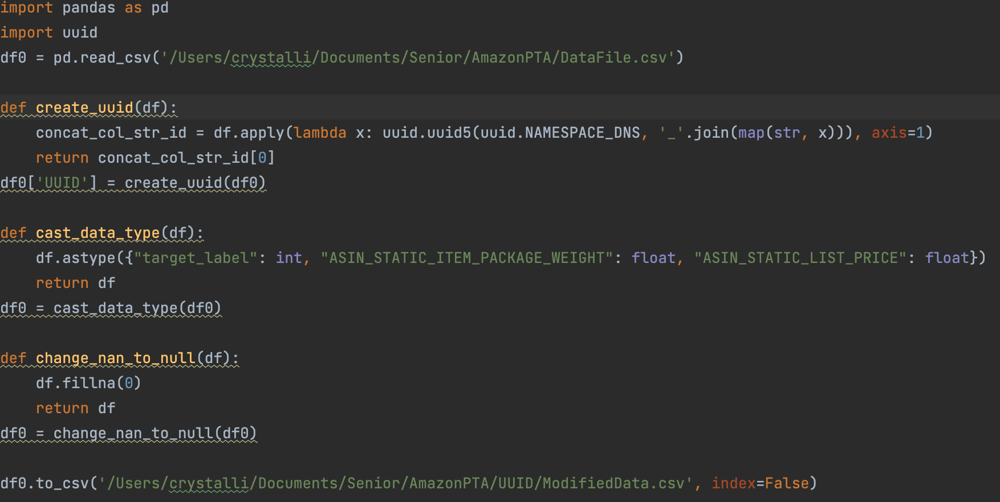 import pandas as pd
import uuid
df0 = pd.read_csv('/Users/crystalli/Documents/Senior/AmazonPTA/DataFile.csv')
def create_uuid(df):
    concat_col_str_id = df.apply(lambda x: uuid.uuid5(uuid.NAMESPACE_DNS, '_'.join(map(str, x))), axis=1)
    return concat_col_str_id[0]
df0['UUID'] = create_uuid(df0)
def cast_data_type(df):
    df.astype({"target_label": int, "ASIN_STATIC_ITEM_PACKAGE_WEIGHT": float, "ASIN_STATIC_LIST_PRICE": float})
    return df
df0 = cast_data_type(df0)
def change_nan_to_null(df):
    df.fillna(0)
    return df
df0 = change_nan_to_null(df0)
df0.to_csv('/Users/crystalli/Documents/Senior/AmazonPTA/UUID/ModifiedData.csv', index=False)